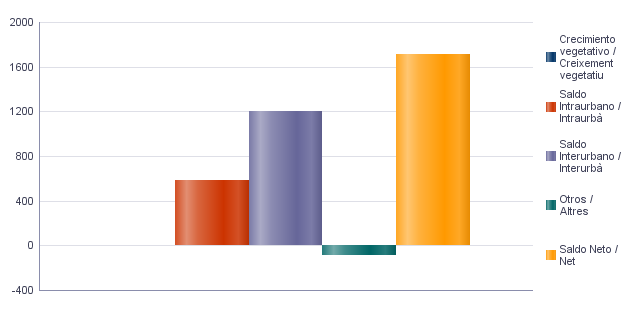 2000
1600
1200
800
400
0
-400
Crecimiento
vegetativo /
Creixement
vegetatiu
Saldo
Intraurbano /
Intraurbà
Saldo
Interurbano /
Interurbà
Otros /
Altres
Saldo Neto /
Net